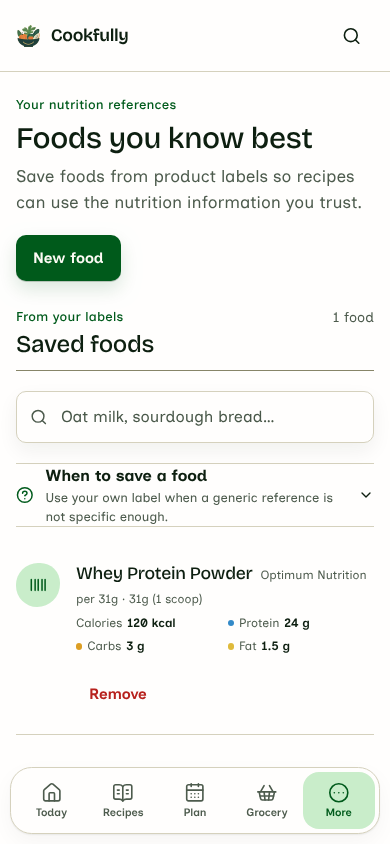 Cookfully
Your nutrition references
Foods you know best
Save foods from product labels so recipes
can use the nutrition information you trust.
New food
From your labels
1 food
Saved foods
Oat milk, sourdough bread...
When to save a food
Use your own label when a generic reference is
not specific enough.
Whey Protein Powder Optimum Nutrition
per 31g · 31g (1 scoop)
Calories 120 kcal Protein 24 g
Carbs 3 g Fat 1.5 g
Remove
Today Recipes Plan Grocery More